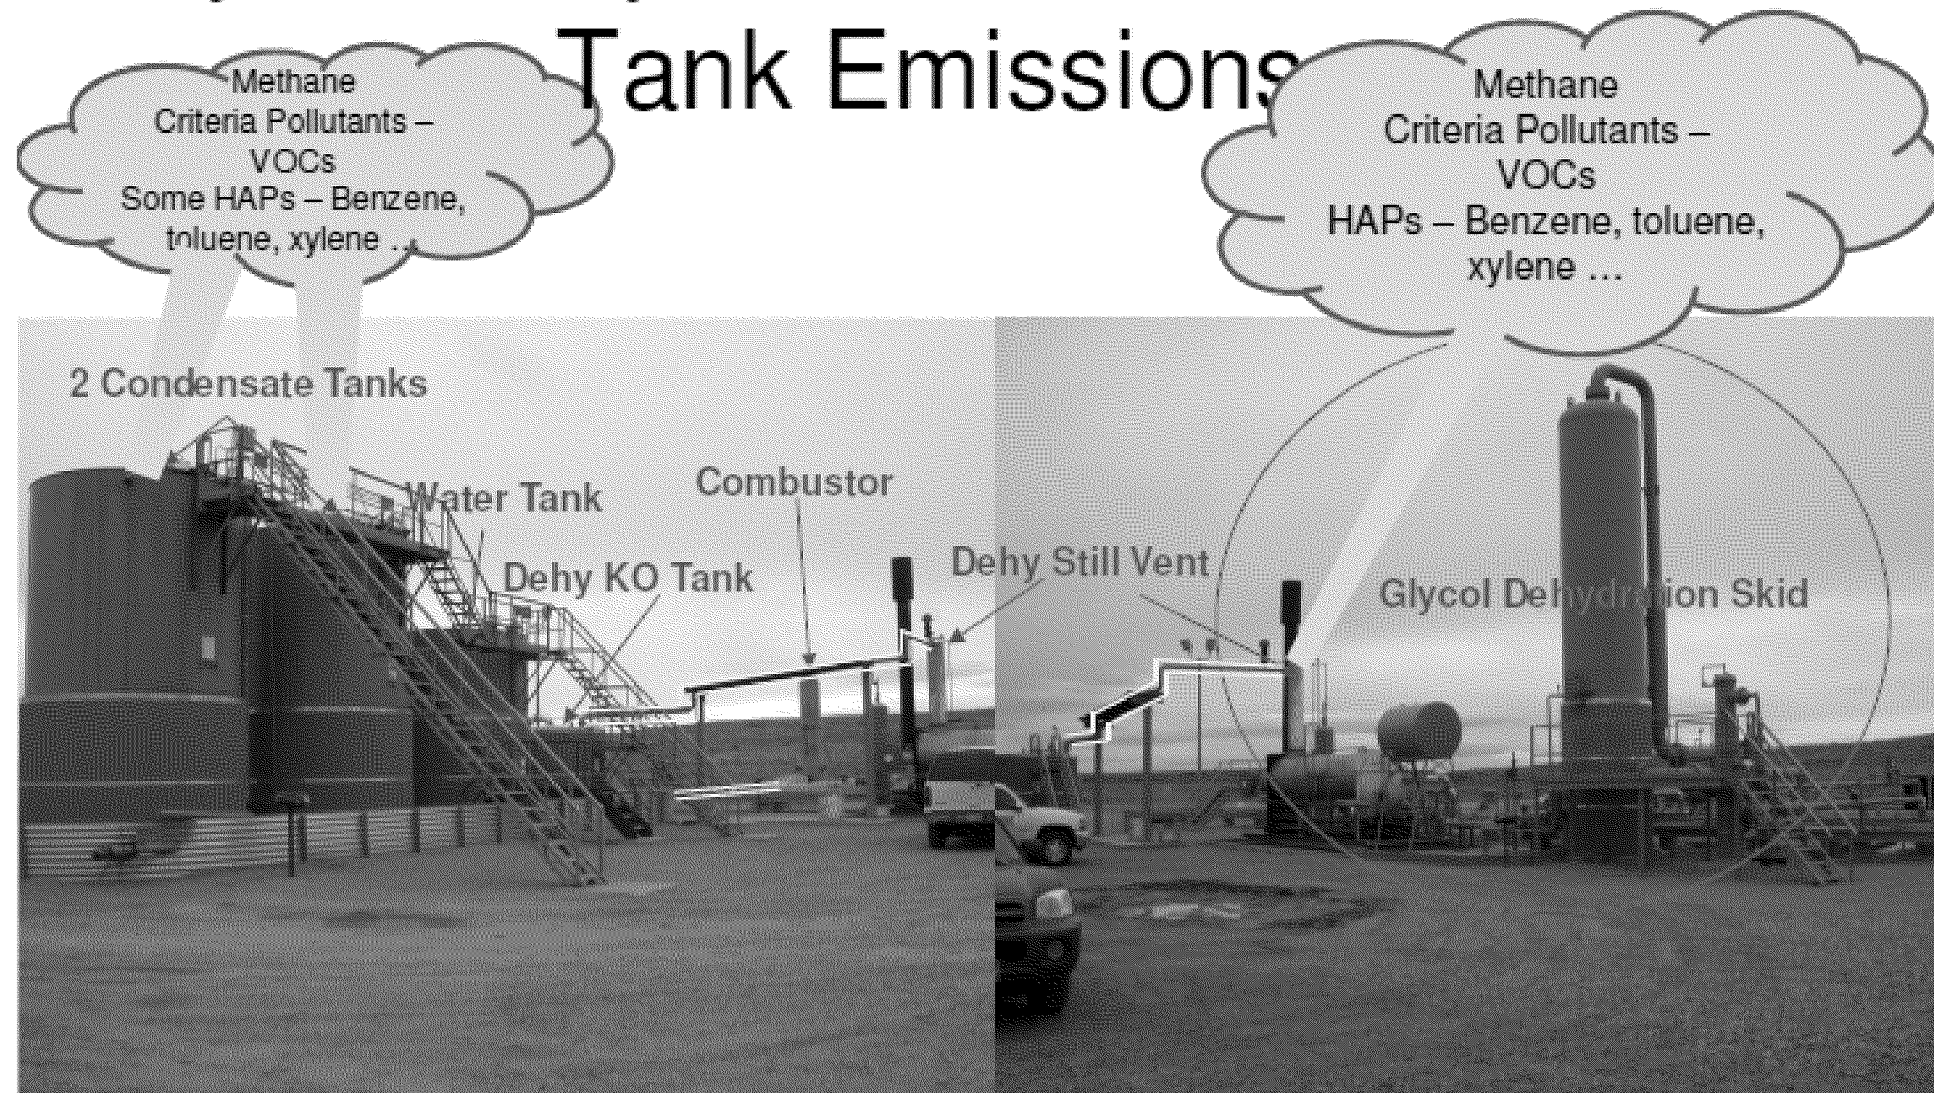 Tank Emissions
Methane
Criteria Pollutants –
VOCs
Some HAPs – Benzene,
toluene, xylene ...
Methane
Criteria Pollutants –
VOCs
HAPs – Benzene, toluene,
xylene ...
2 Condensate Tanks
Water Tank
Combustor
Dehy KO Tank
Dehy Still Vent
Glycol Dehydration Skid